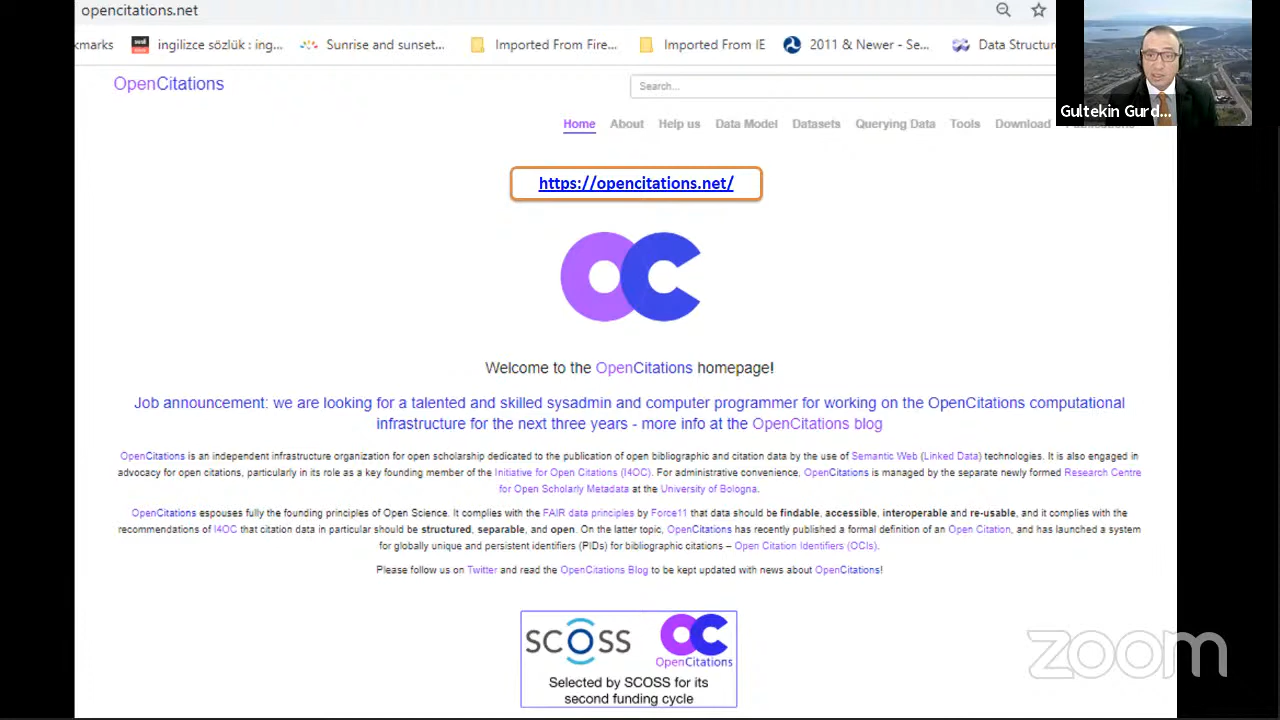 opencitations.net
kmarks
ingilizce sözlük : ing...
Sunrise and sunset...
Imported From Fire...
Imported From IE
2011 & Newer - Se...
Data Structur
Gultekin Gurd...
OpenCitations
Search...
Home About Help us Data Model Datasets Querying Data Tools Download
https://opencitations.net/
OC
Welcome to the OpenCitations homepage!
Job announcement: we are looking for a talented and skilled sysadmin and computer programmer for working on the OpenCitations computational
infrastructure for the next three years - more info at the OpenCitations blog
OpenCitations is an independent infrastructure organization for open scholarship dedicated to the publication of open bibliographic and citation data by the use of Semantic Web (Linked Data) technologies. It is also engaged in
advocacy for open citations, particularly in its role as a key founding member of the Initiative for Open Citations (I4OC). For administrative convenience, OpenCitations is managed by the separate newly formed Research Centre
for Open Scholarly Metadata at the University of Bologna.
OpenCitations espouses fully the founding principles of Open Science. It complies with the FAIR data principles by Force11 that data should be findable, accessible, interoperable and re-usable, and it complies with the
recommendations of I4OC that citation data in particular should be structured, separable, and open. On the latter topic, OpenCitations has recently published a formal definition of an Open Citation, and has launched a system
for globally unique and persistent identifiers (PIDs) for bibliographic citations – Open Citation Identifiers (OCIs).
Please follow us on Twitter and read the OpenCitations Blog to be kept updated with news about OpenCitations!
SCOSS
OC
OpenCitations
Selected by SCOSS for its
second funding cycle
zoom